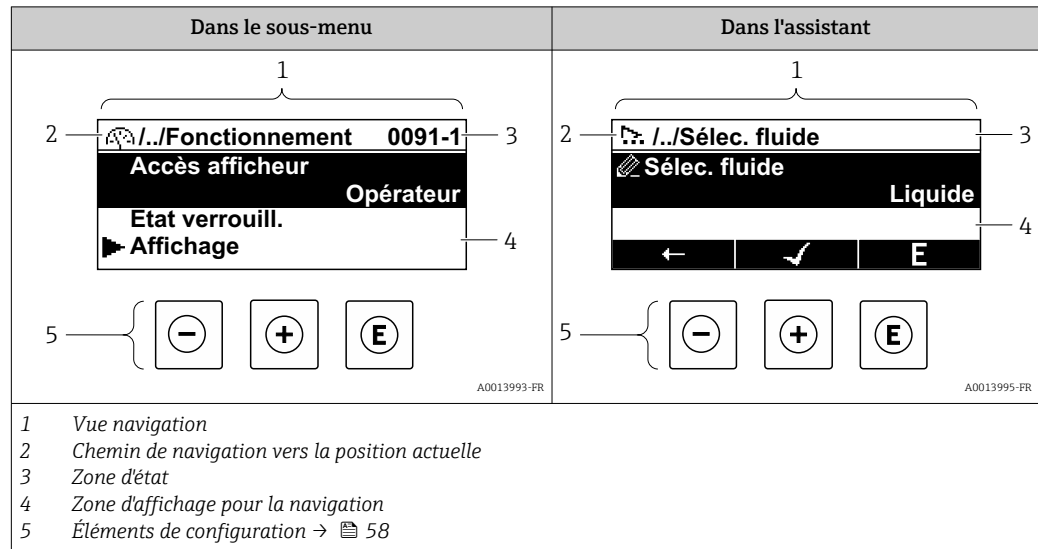 Dans le sous-menu
Dans l'assistant
1
2
/../Fonctionnement 0091-1
3
Accès afficheur
Opérateur
Etat verrouill.
Affichage
4
5
- + E
A0013993-FR
1
2
/../Sélec. fluide
3
Sélec. fluide
Liquide
4
← ✓ E
5
- + E
A0013995-FR
1 Vue navigation
2 Chemin de navigation vers la position actuelle
3 Zone d'état
4 Zone d'affichage pour la navigation
5 Éléments de configuration → 58